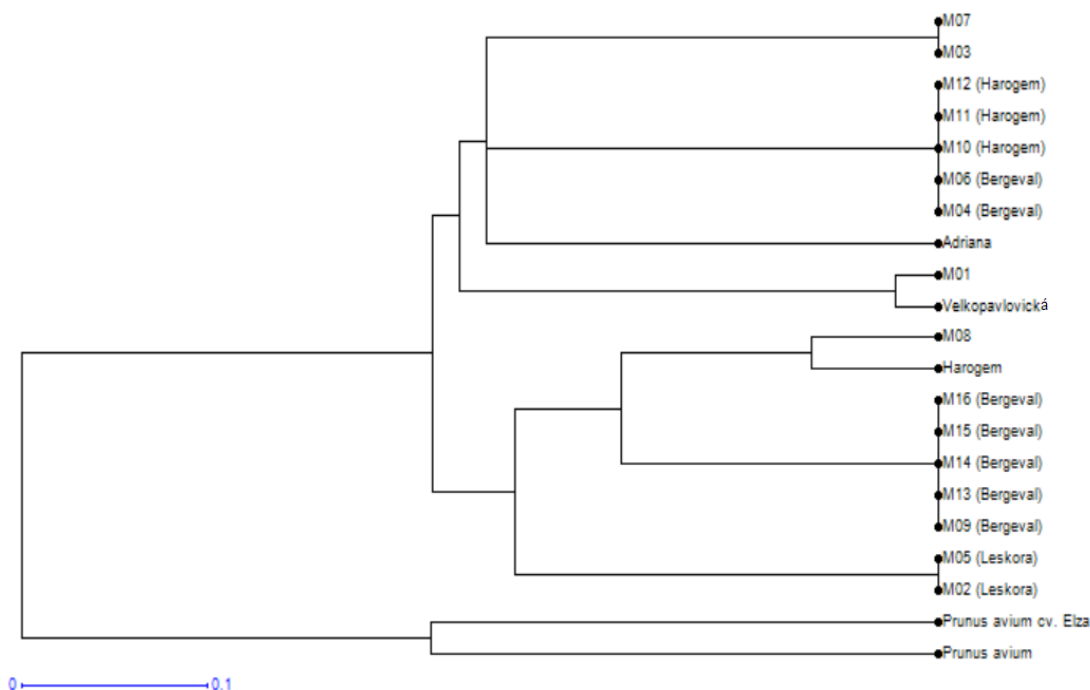 M07
M03
M12 (Harogem)
M11 (Harogem)
M10 (Harogem)
M06 (Bergeval)
M04 (Bergeval)
Adriana
M01
Velkopavlovická
M08
Harogem
M16 (Bergeval)
M15 (Bergeval)
M14 (Bergeval)
M13 (Bergeval)
M09 (Bergeval)
M05 (Leskora)
M02 (Leskora)
Prunus avium cv. Elza
Prunus avium
0 0.1